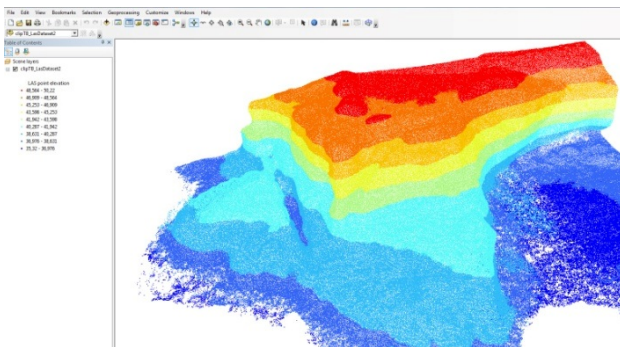 File Edit View Bookmarks Selection Geoprocessing Customize Windows Help
clipTB_LasDataset2
Table Of Contents
Scene layers
clipTB_LasDataset2
LAS point elevation
48,564 - 50,22
46,909 - 48,564
45,253 - 46,909
43,598 - 45,253
41,942 - 43,598
40,287 - 41,942
38,631 - 40,287
36,976 - 38,631
35,32 - 36,976